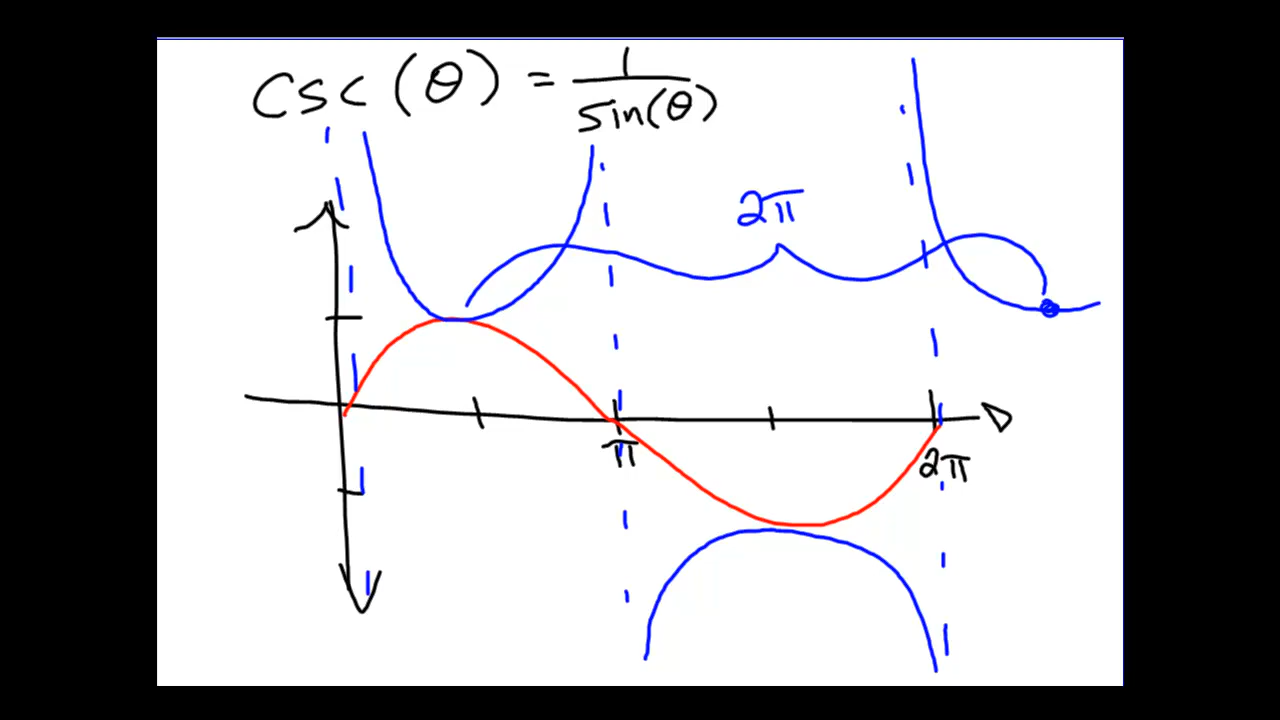 csc(θ) = 1/sin(θ)
2π
π
2π